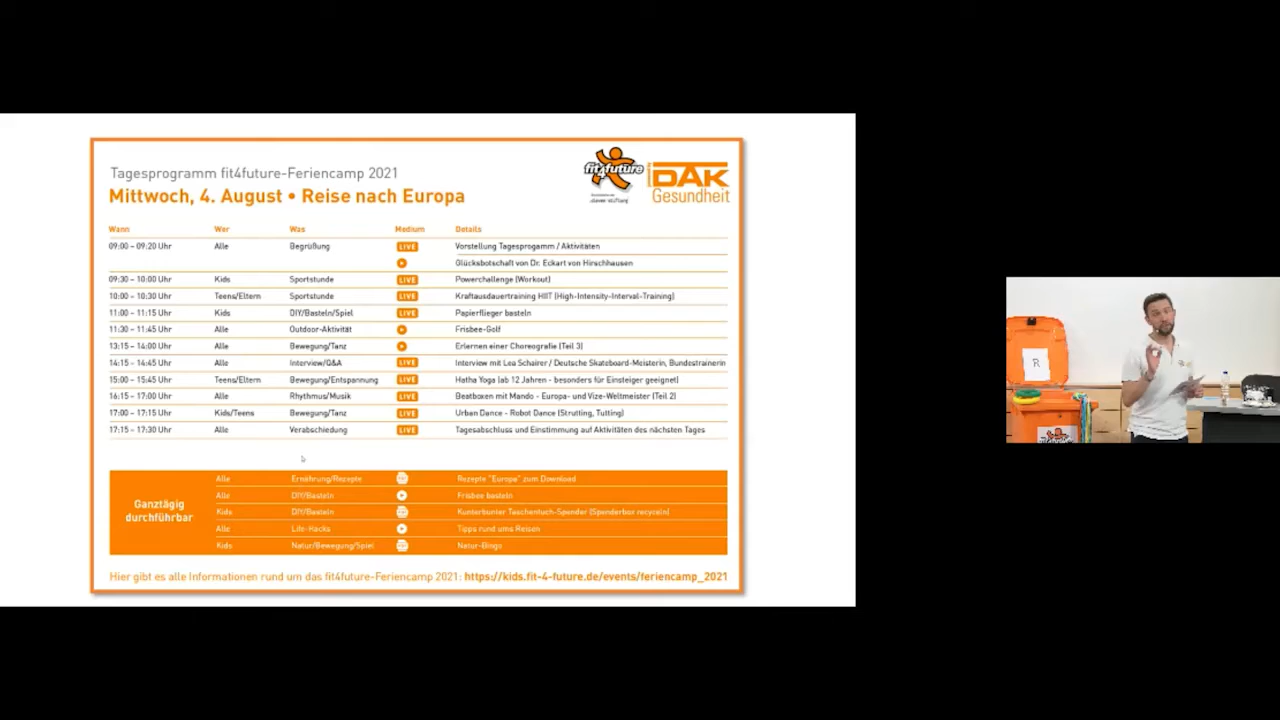 Tagesprogramm fit4future-Feriencamp 2021
Mittwoch, 4. August • Reise nach Europa
fit4future
DAK
Gesundheit
Wann Wer Was Medium Details
09:00 – 09:20 Uhr Alle Begrüßung LIVE Vorstellung Tagesprogamm / Aktivitäten
Glücksbotschaft von Dr. Eckart von Hirschhausen
09:30 – 10:00 Uhr Kids Sportstunde LIVE Powerchallenge (Workout)
10:00 – 10:30 Uhr Teens/Eltern Sportstunde LIVE Kraftausdauertraining HIIT (High-Intensity-Interval-Training)
11:00 – 11:15 Uhr Kids DIY/Basteln/Spiel LIVE Papierflieger basteln
11:30 – 11:45 Uhr Alle Outdoor-Aktivität Frisbee-Golf
13:15 – 14:00 Uhr Alle Bewegung/Tanz Erlernen einer Choreografie (Teil 3)
14:15 – 14:45 Uhr Alle Interview/Q&A LIVE Interview mit Lea Schairer / Deutsche Skateboard-Meisterin, Bundestrainerin
15:00 – 15:45 Uhr Teens/Eltern Bewegung/Entspannung LIVE Hatha Yoga (ab 12 Jahren - besonders für Einsteiger geeignet)
16:15 – 17:00 Uhr Alle Rhythmus/Musik LIVE Beatboxen mit Mando - Europa- und Vize-Weltmeister (Teil 2)
17:00 – 17:15 Uhr Kids/Teens Bewegung/Tanz LIVE Urban Dance - Robot Dance (Strutting, Tutting)
17:15 – 17:30 Uhr Alle Verabschiedung LIVE Tagesabschluss und Einstimmung auf Aktivitäten des nächsten Tages
Ganztägig
durchführbar
Alle Ernährung/Rezepte Rezepte "Europa" zum Download
Alle DIY/Basteln Frisbee basteln
Kids DIY/Basteln Kunterbunter Taschentuch-Spender (Spenderbox recyceln)
Alle Life-Hacks Tipps rund ums Reisen
Kids Natur/Bewegung/Spiel Natur-Bingo
Hier gibt es alle Informationen rund um das fit4future-Feriencamp 2021: https://kids.fit-4-future.de/events/feriencamp_2021
R